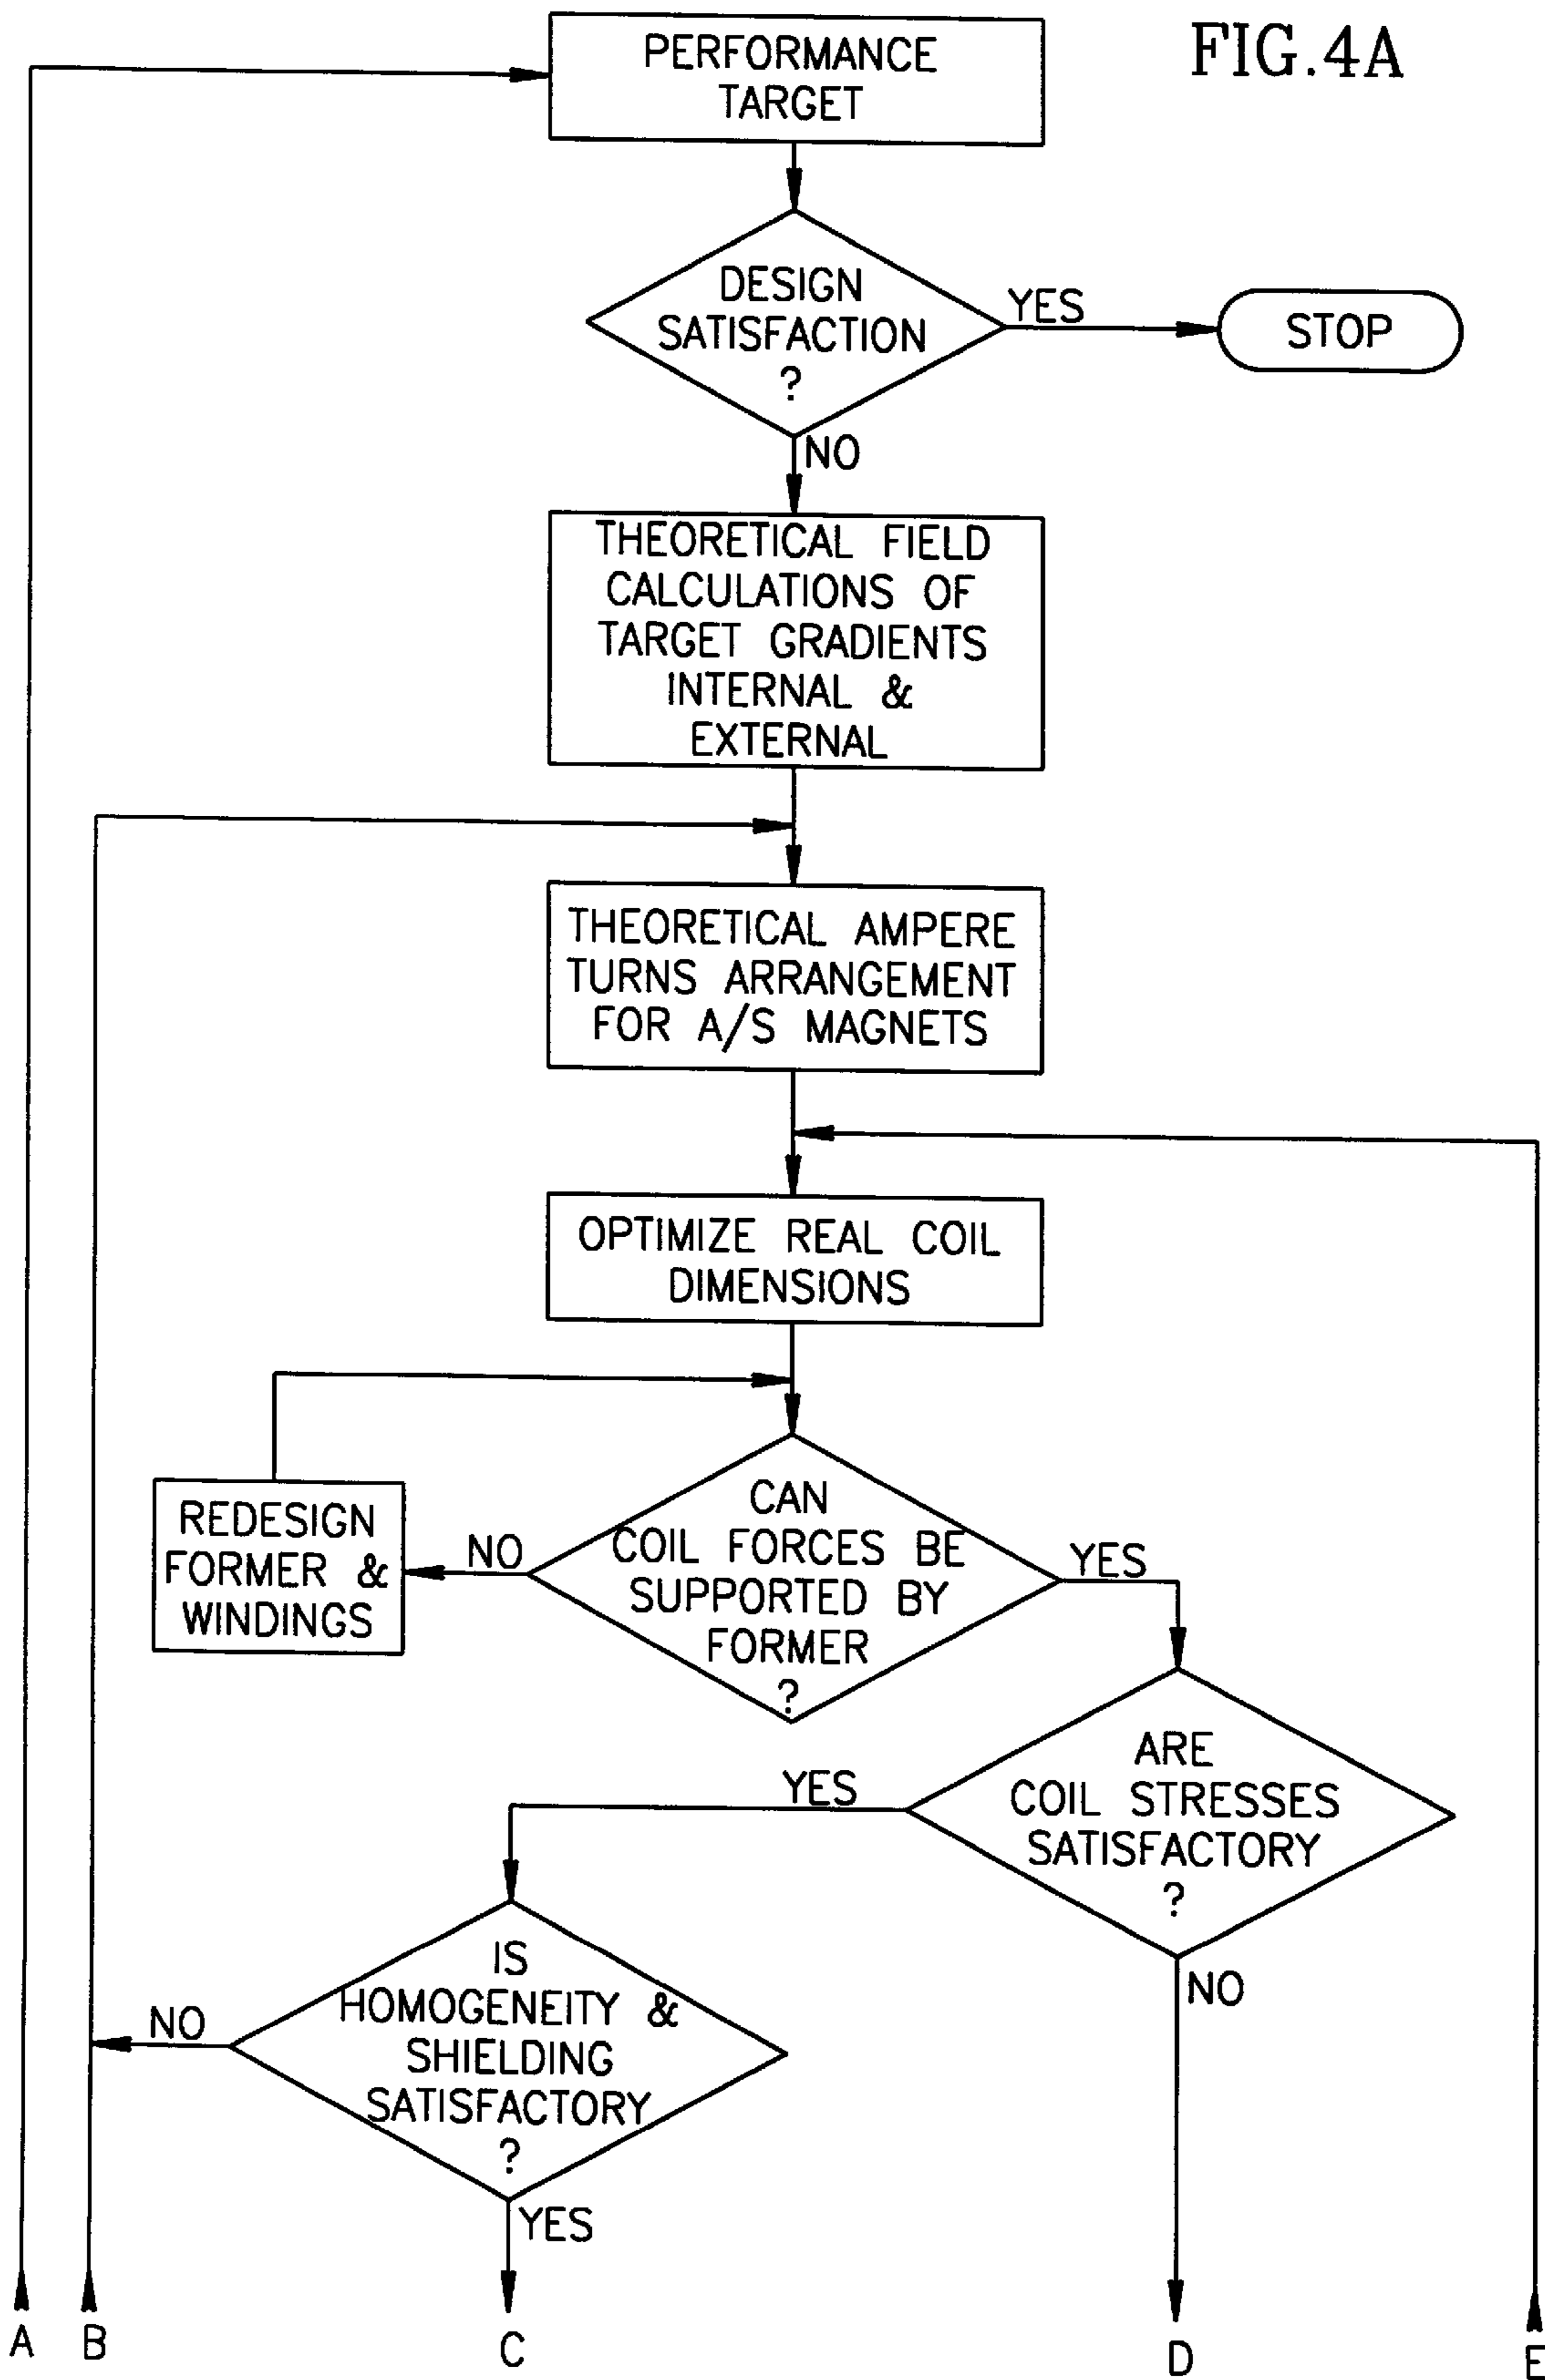 FIG.4A
PERFORMANCE
TARGET
DESIGN
SATISFACTION
?
YES
STOP
NO
THEORETICAL FIELD
CALCULATIONS OF
TARGET GRADIENTS
INTERNAL &
EXTERNAL
THEORETICAL AMPERE
TURNS ARRANGEMENT
FOR A/S MAGNETS
OPTIMIZE REAL COIL
DIMENSIONS
CAN
COIL FORCES BE
SUPPORTED BY
FORMER
?
NO
REDESIGN
FORMER &
WINDINGS
YES
ARE
COIL STRESSES
SATISFACTORY
?
YES
NO
IS
HOMOGENEITY &
SHIELDING
SATISFACTORY
?
NO
YES
A
B
C
D
E